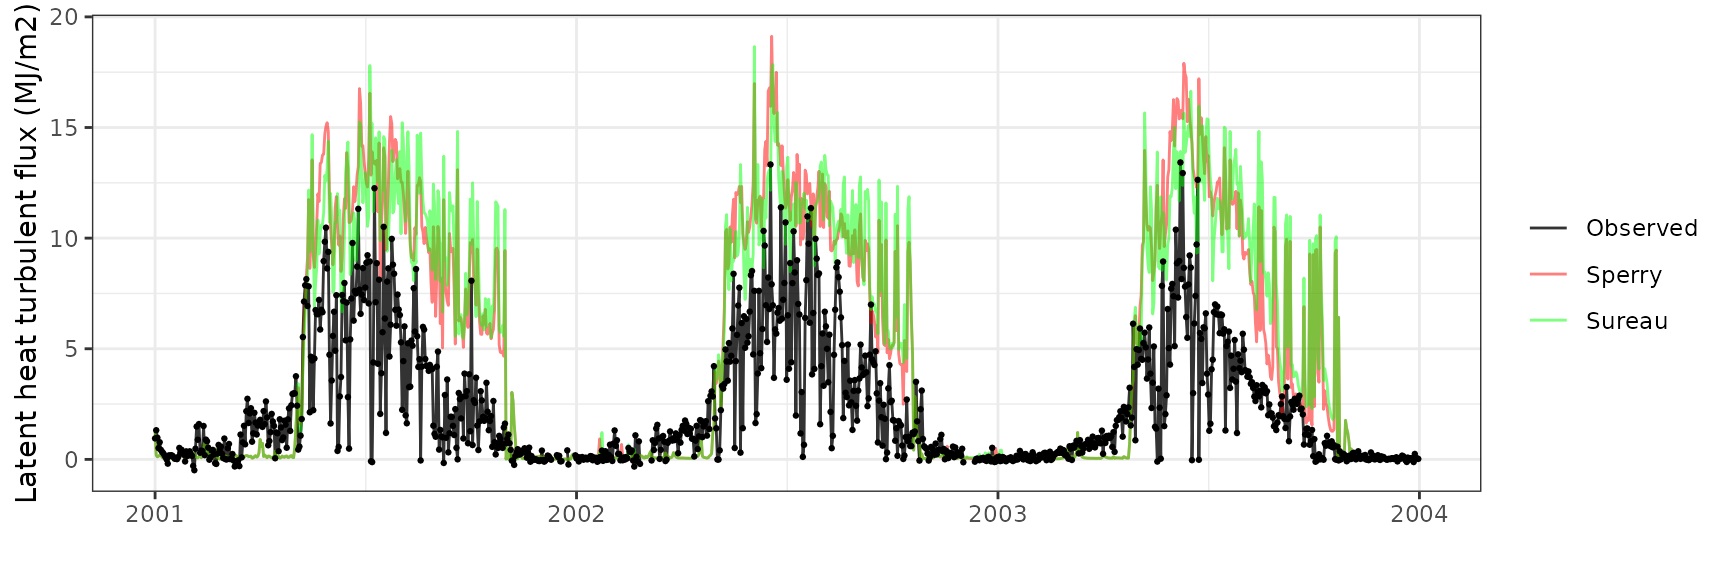 Latent heat turbulent flux (MJ/m2)
20
15
10
5
0
2001
2002
2003
2004
Observed
Sperry
Sureau